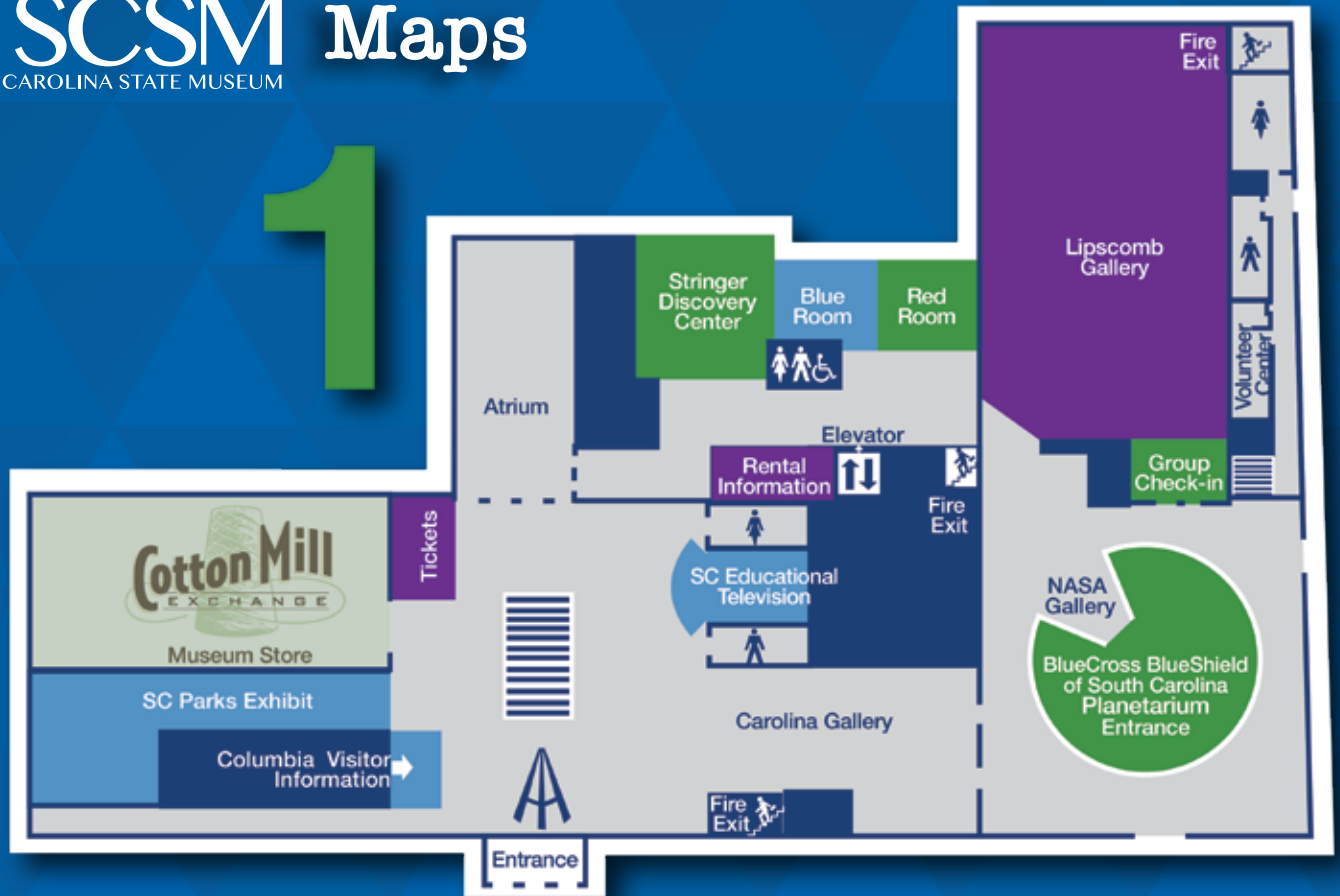 SCSM Maps
CAROLINA STATE MUSEUM
1
Fire
Exit
Lipscomb
Gallery
Stringer
Discovery
Center
Blue
Room
Red
Room
Volunteer
Center
Atrium
Elevator
Rental
Information
Group
Check-in
Fire
Exit
Tickets
Cotton Mill
EXCHANGE
Museum Store
SC Educational
Television
NASA
Gallery
BlueCross BlueShield
of South Carolina
Planetarium
Entrance
SC Parks Exhibit
Carolina Gallery
Columbia Visitor
Information
Fire
Exit
Entrance